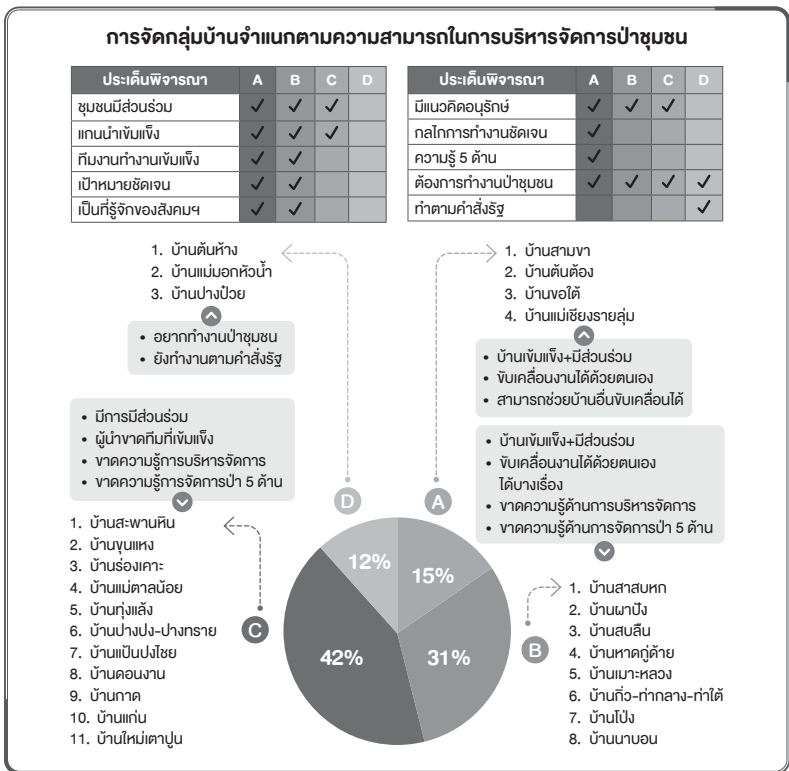 การจัดกลุ่มบ้านจำแนกตามความสามารถในการบริหารจัดการป่าชุมชน
ประเด็นพิจารณา A B C D
ชุมชนมีส่วนร่วม ✓ ✓ ✓
แกนนำเข้มแข็ง ✓ ✓ ✓
ทีมงานทำงานเข้มแข็ง ✓ ✓
เป้าหมายชัดเจน ✓ ✓
เป็นที่รู้จักของสังคมฯ ✓ ✓
ประเด็นพิจารณา A B C D
มีแนวคิดอนุรักษ์ ✓ ✓ ✓
กลไกการทำงานชัดเจน ✓
ความรู้ 5 ด้าน ✓
ต้องการทำงานป่าชุมชน ✓ ✓ ✓ ✓
ทำตามคำสั่งรัฐ ✓
1. บ้านต้นห้าง
2. บ้านแม่มอกหัวน้ำ
3. บ้านปางป๋วย
• อยากทำงานป่าชุมชน
• ยังทำงานตามคำสั่งรัฐ
1. บ้านสามขา
2. บ้านต้นต้อง
3. บ้านขอใต้
4. บ้านแม่เชียงรายลุ่ม
• บ้านเข้มแข็ง+มีส่วนร่วม
• ขับเคลื่อนงานได้ด้วยตนเอง
• สามารถช่วยบ้านอื่นขับเคลื่อนได้
• มีการมีส่วนร่วม
• ผู้นำขาดทีมที่เข้มแข็ง
• ขาดความรู้การบริหารจัดการ
• ขาดความรู้การจัดการป่า 5 ด้าน
• บ้านเข้มแข็ง+มีส่วนร่วม
• ขับเคลื่อนงานได้ด้วยตนเอง
ได้บางเรื่อง
• ขาดความรู้ด้านการบริหารจัดการ
• ขาดความรู้ด้านการจัดการป่า 5 ด้าน
D
A
12%
15%
42%
31%
C
B
1. บ้านสะพานหิน
2. บ้านขุนแหง
3. บ้านร่องเคาะ
4. บ้านแม่ตาลน้อย
5. บ้านทุ่งแล้ง
6. บ้านปางปง-ปางทราย
7. บ้านแป้นปงไชย
8. บ้านดอนงาน
9. บ้านกาด
10. บ้านแก่น
11. บ้านใหม่เตาปูน
1. บ้านสาสบหก
2. บ้านผาปัง
3. บ้านสบลืน
4. บ้านหาดกู่ด้าย
5. บ้านเมาะหลวง
6. บ้านกิ่ว-ท่ากลาง-ท่าใต้
7. บ้านโป่ง
8. บ้านนาบอน